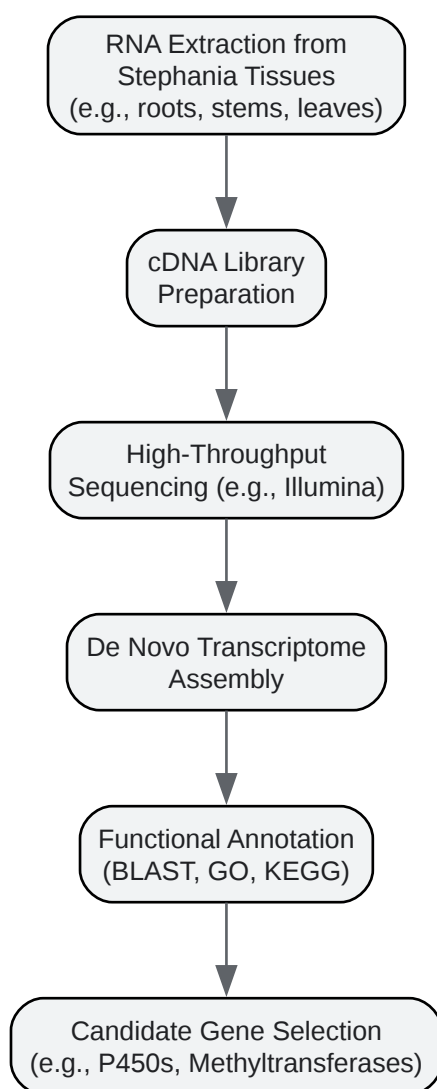 RNA Extraction from
Stephania Tissues
(e.g., roots, stems, leaves)
cDNA Library
Preparation
High-Throughput
Sequencing (e.g., Illumina)
De Novo Transcriptome
Assembly
Functional Annotation
(BLAST, GO, KEGG)
Candidate Gene Selection
(e.g., P450s, Methyltransferases)